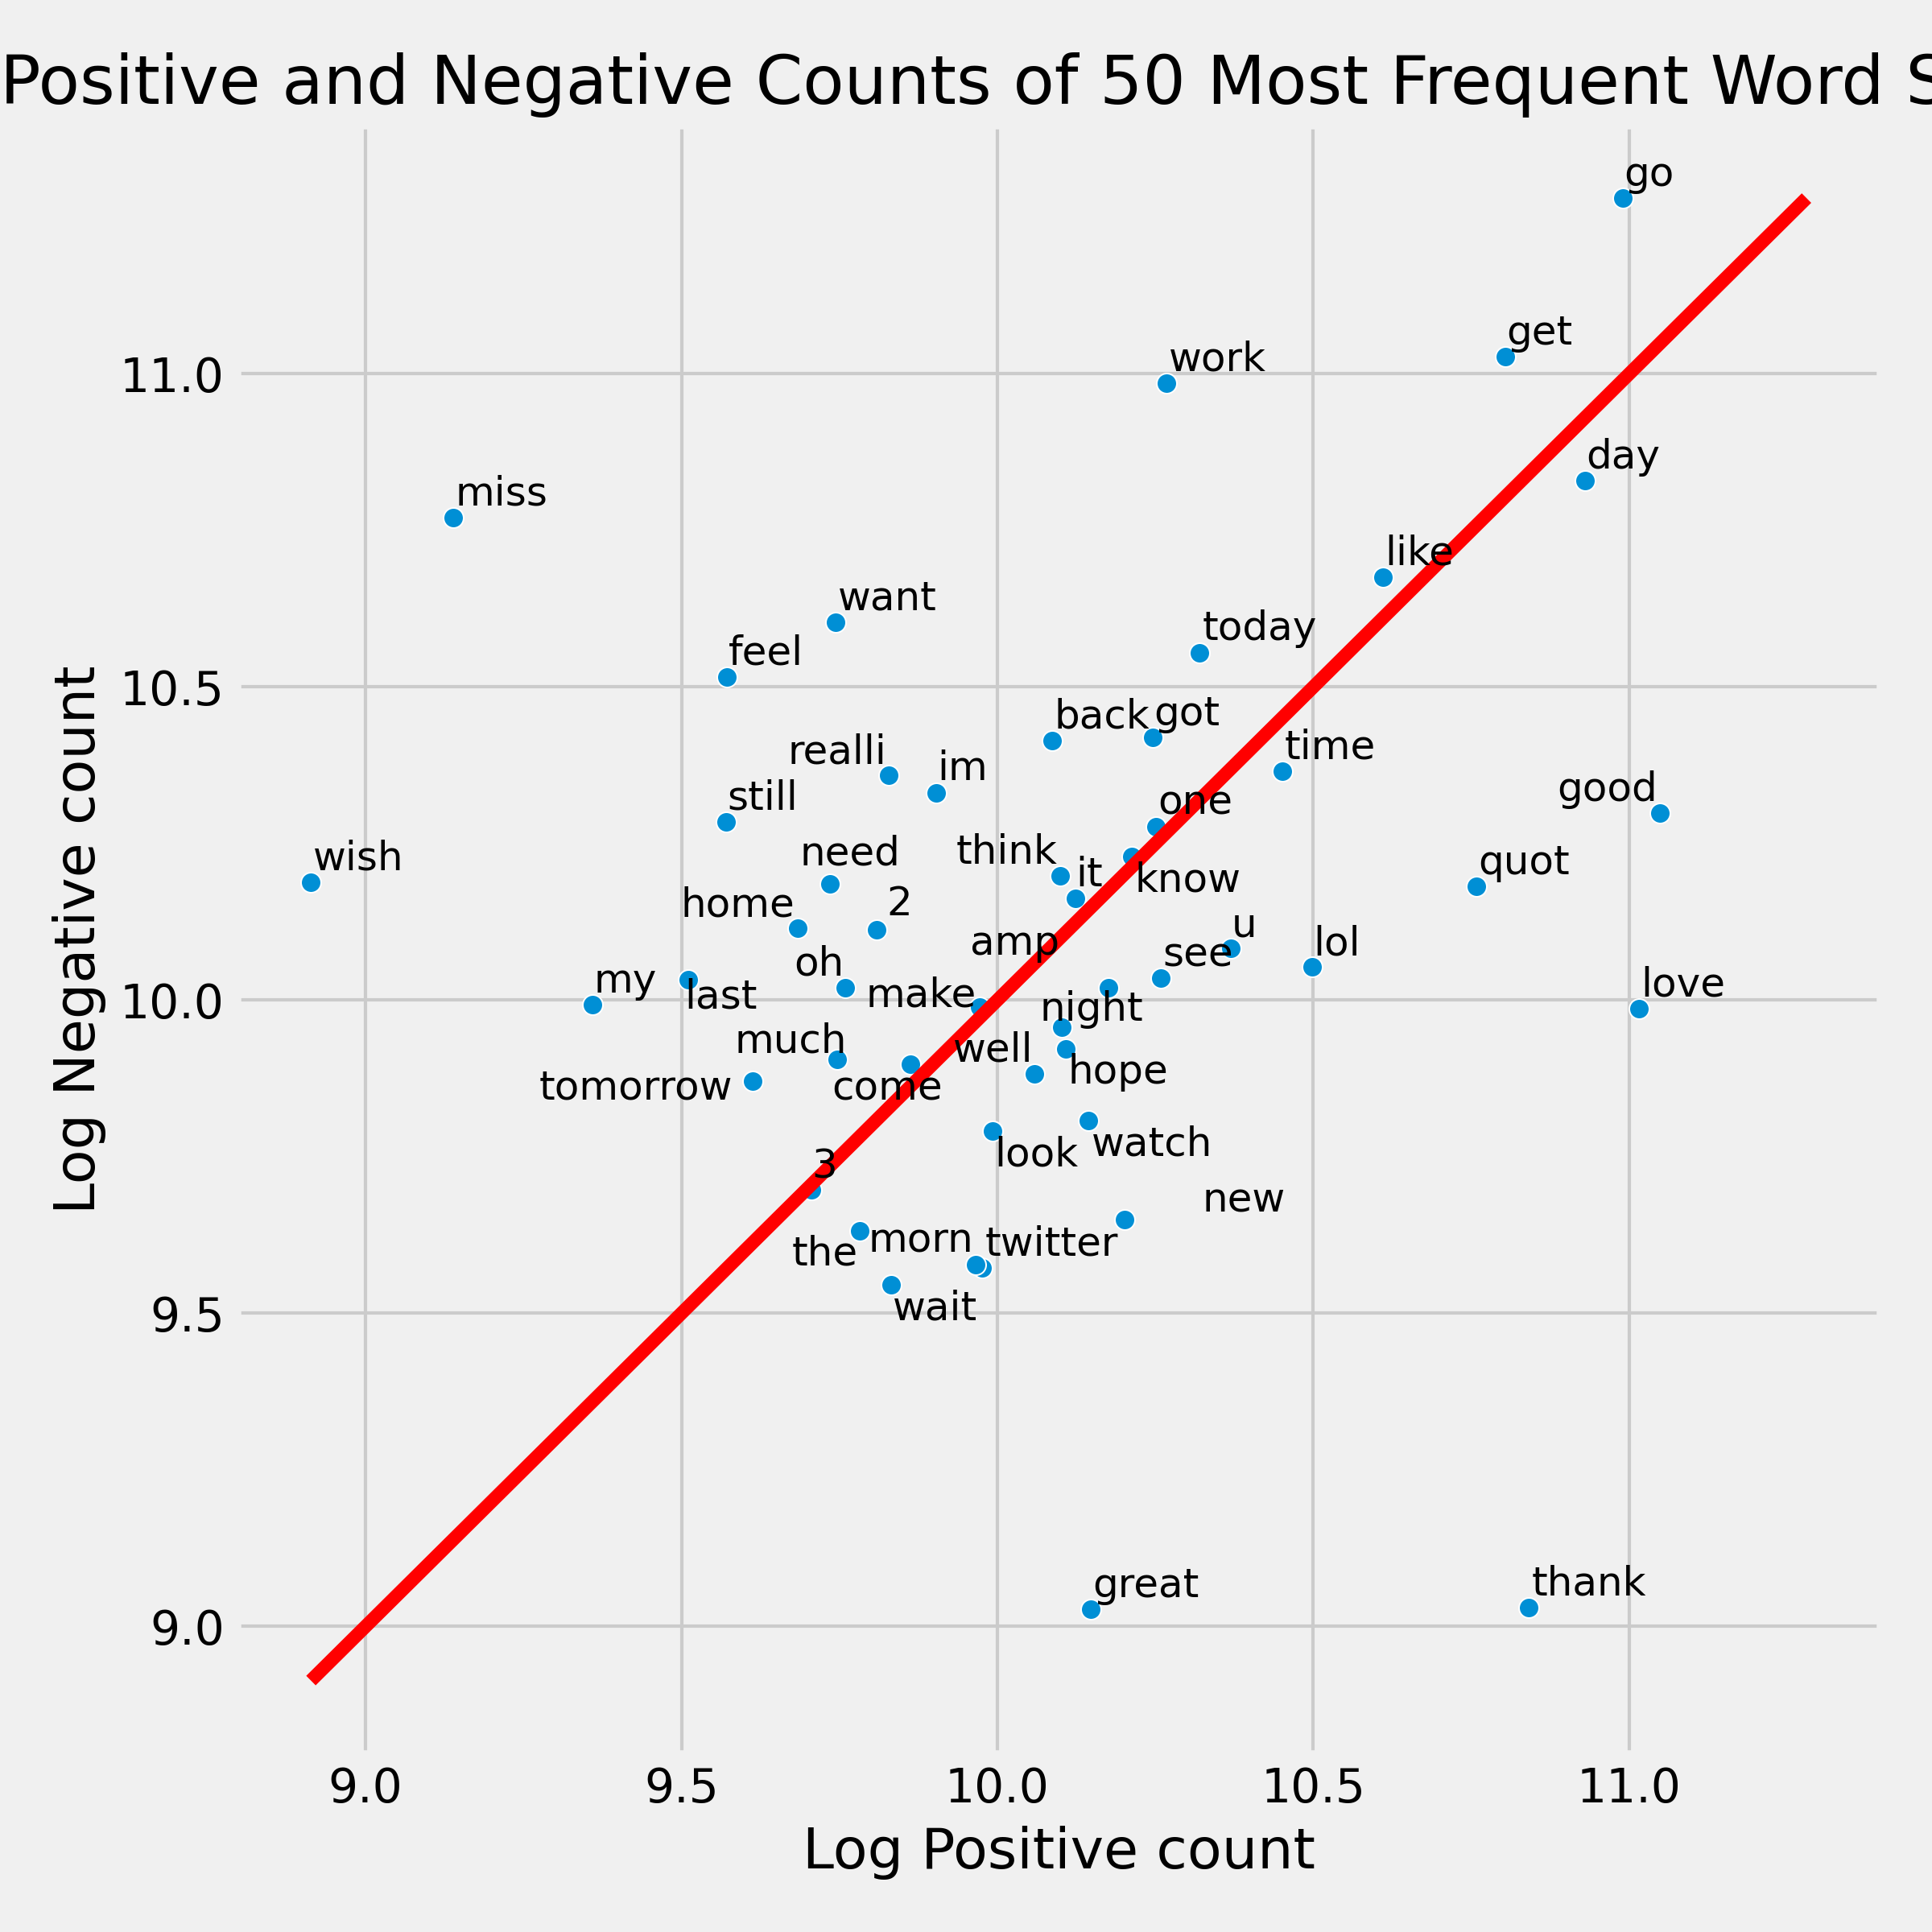 Positive and Negative Counts of 50 Most Frequent Word S
go
get
work
day
miss
like
want
today
feel
back
got
time
realli
im
good
still
one
think
need
wish
it
know
quot
home
2
u
amp
see
lol
oh
my
last
make
night
love
much
well
tomorrow
come
hope
look
watch
3
new
the
morn
twitter
wait
great
thank
11.0
10.5
10.0
9.5
9.0
Log Negative count
9.0
9.5
10.0
10.5
11.0
Log Positive count